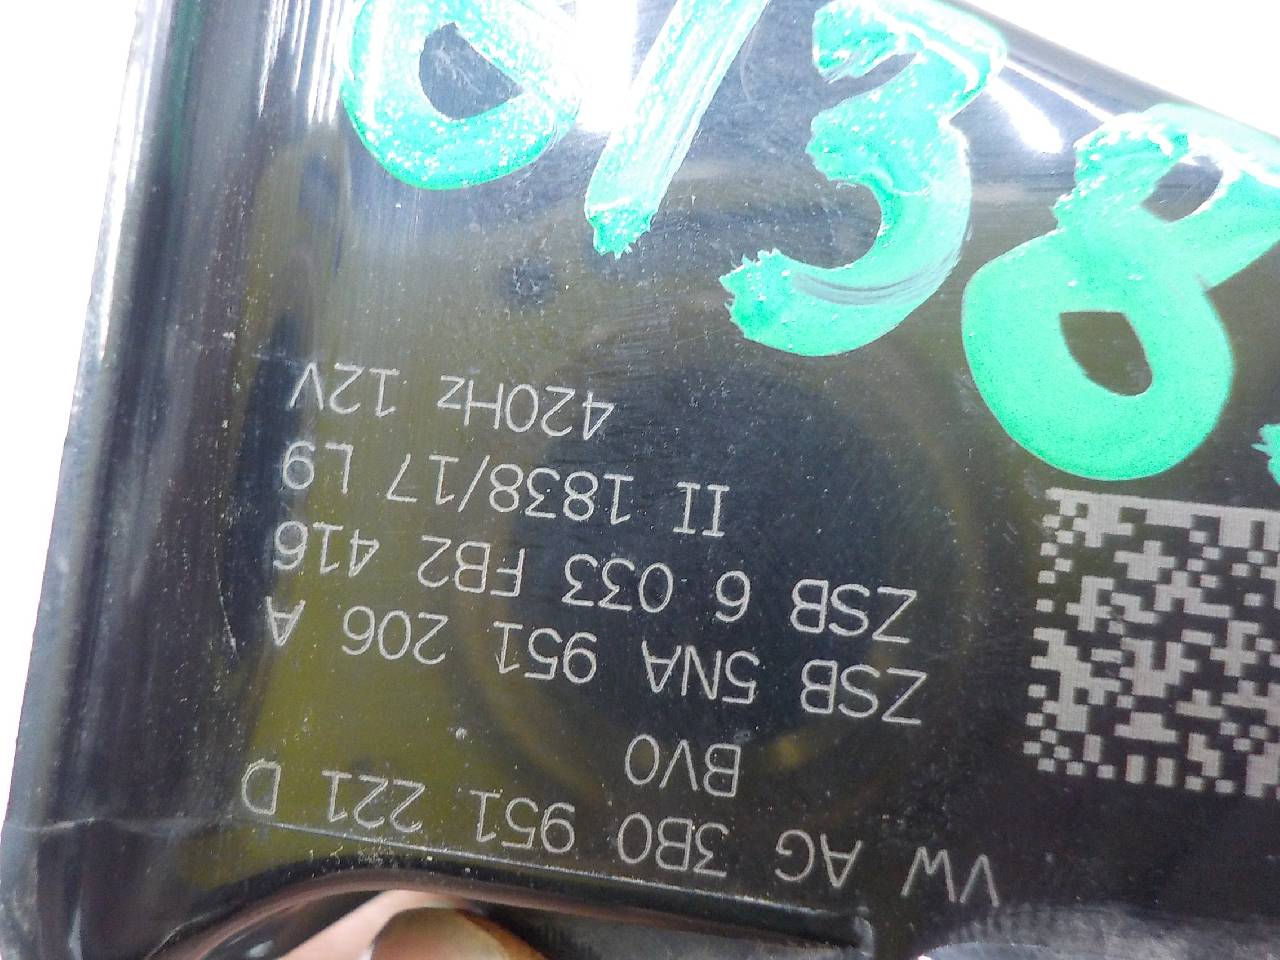 VW AG 3B0 951 221 D
BV0
ZSB 5NA 951 206 A
ZSB 6 033 FB2 416
II 1838/17 L9
420Hz 12V